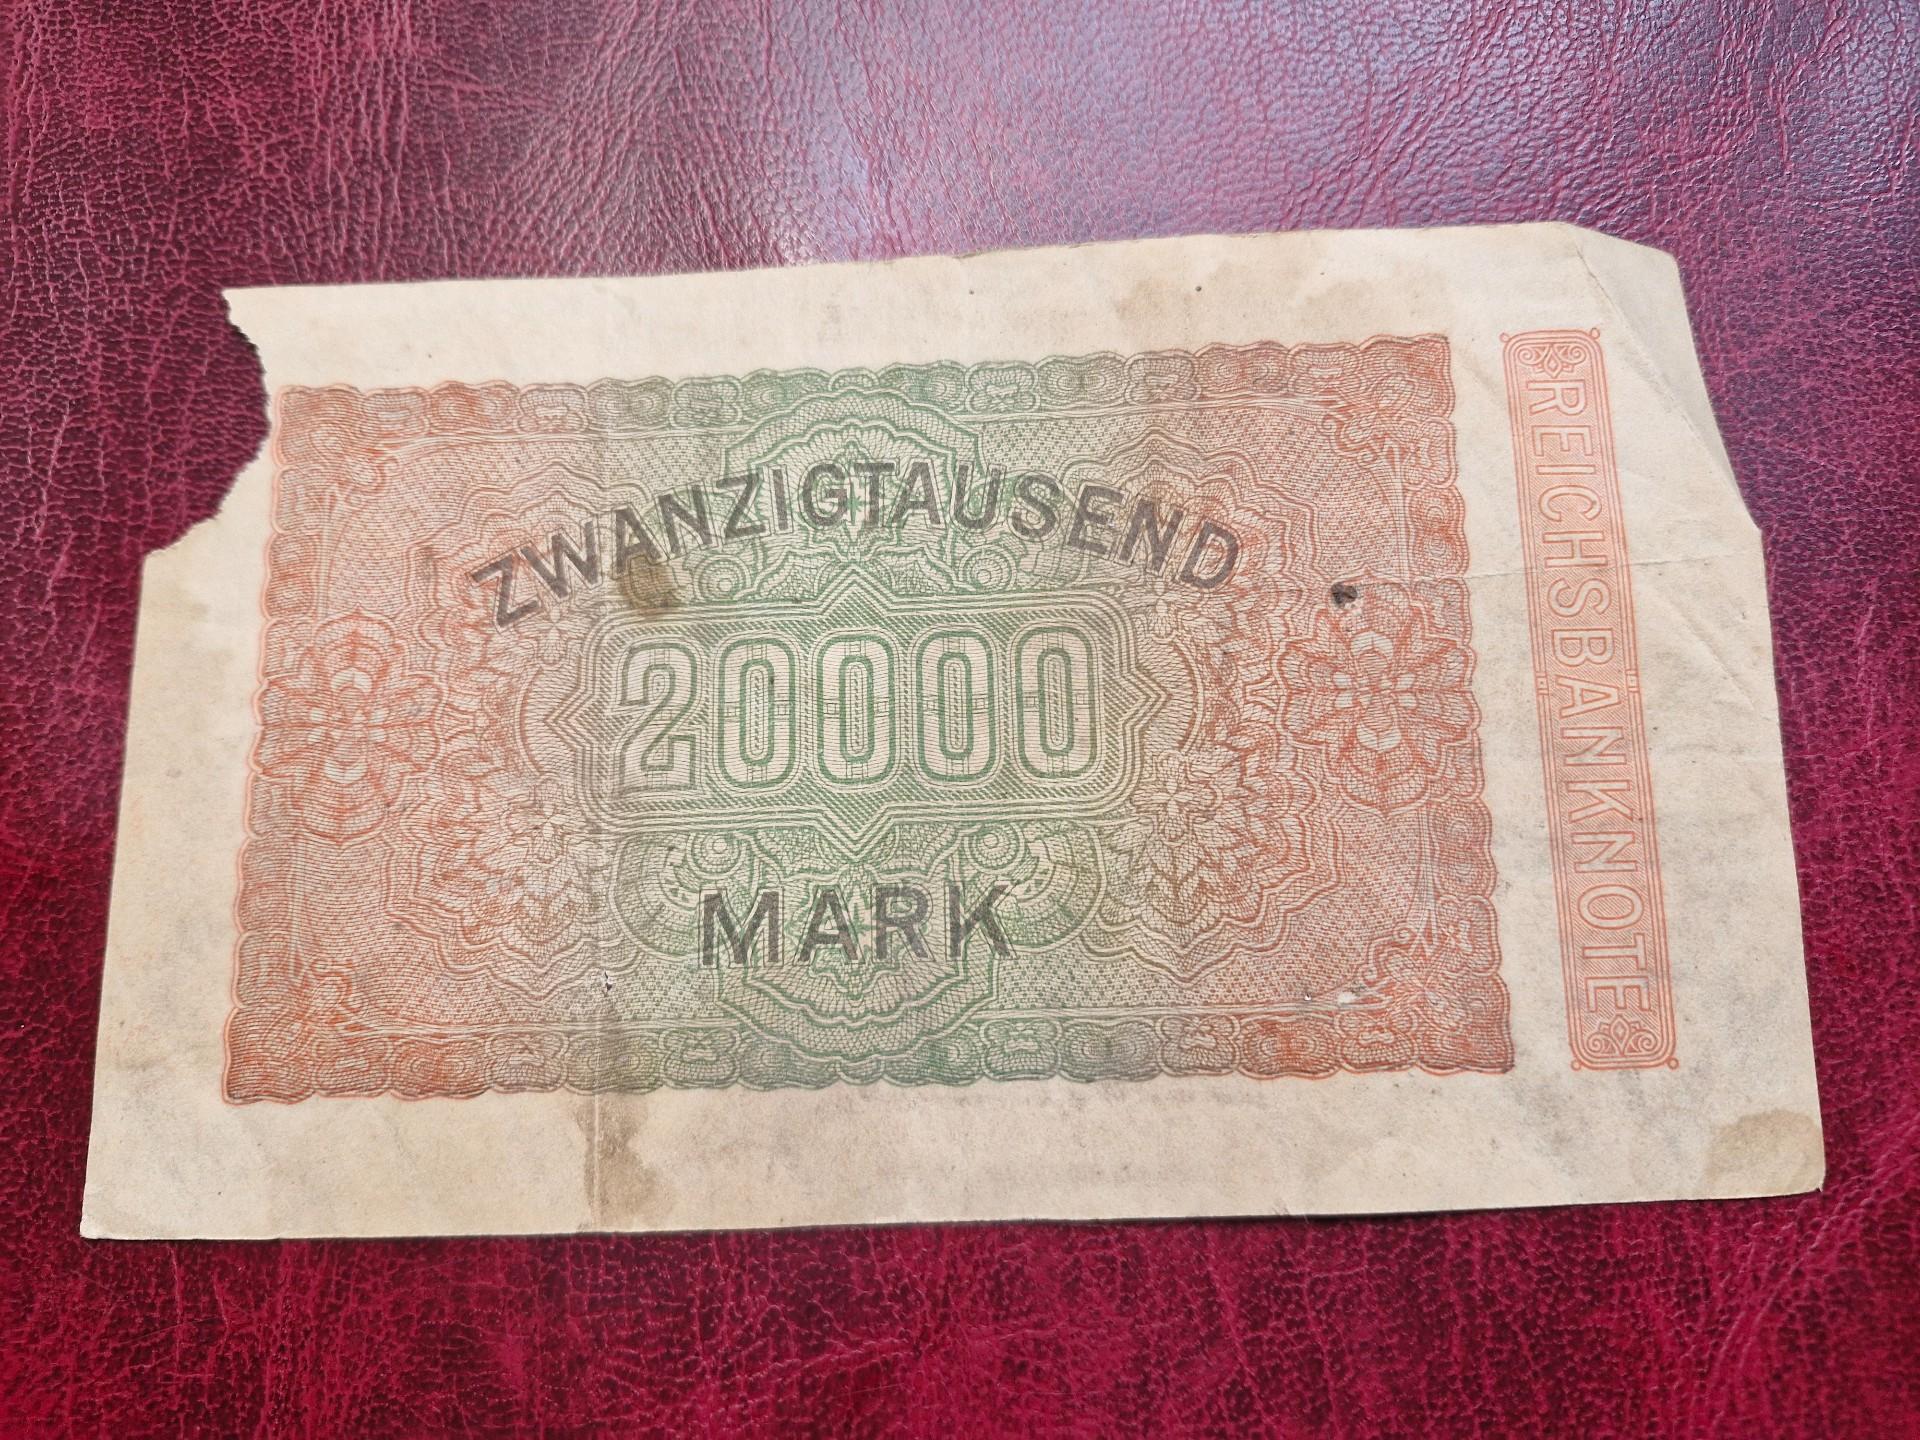 ZWANZIGTAUSEND
20000
MARK
REICHSBANKNOTE